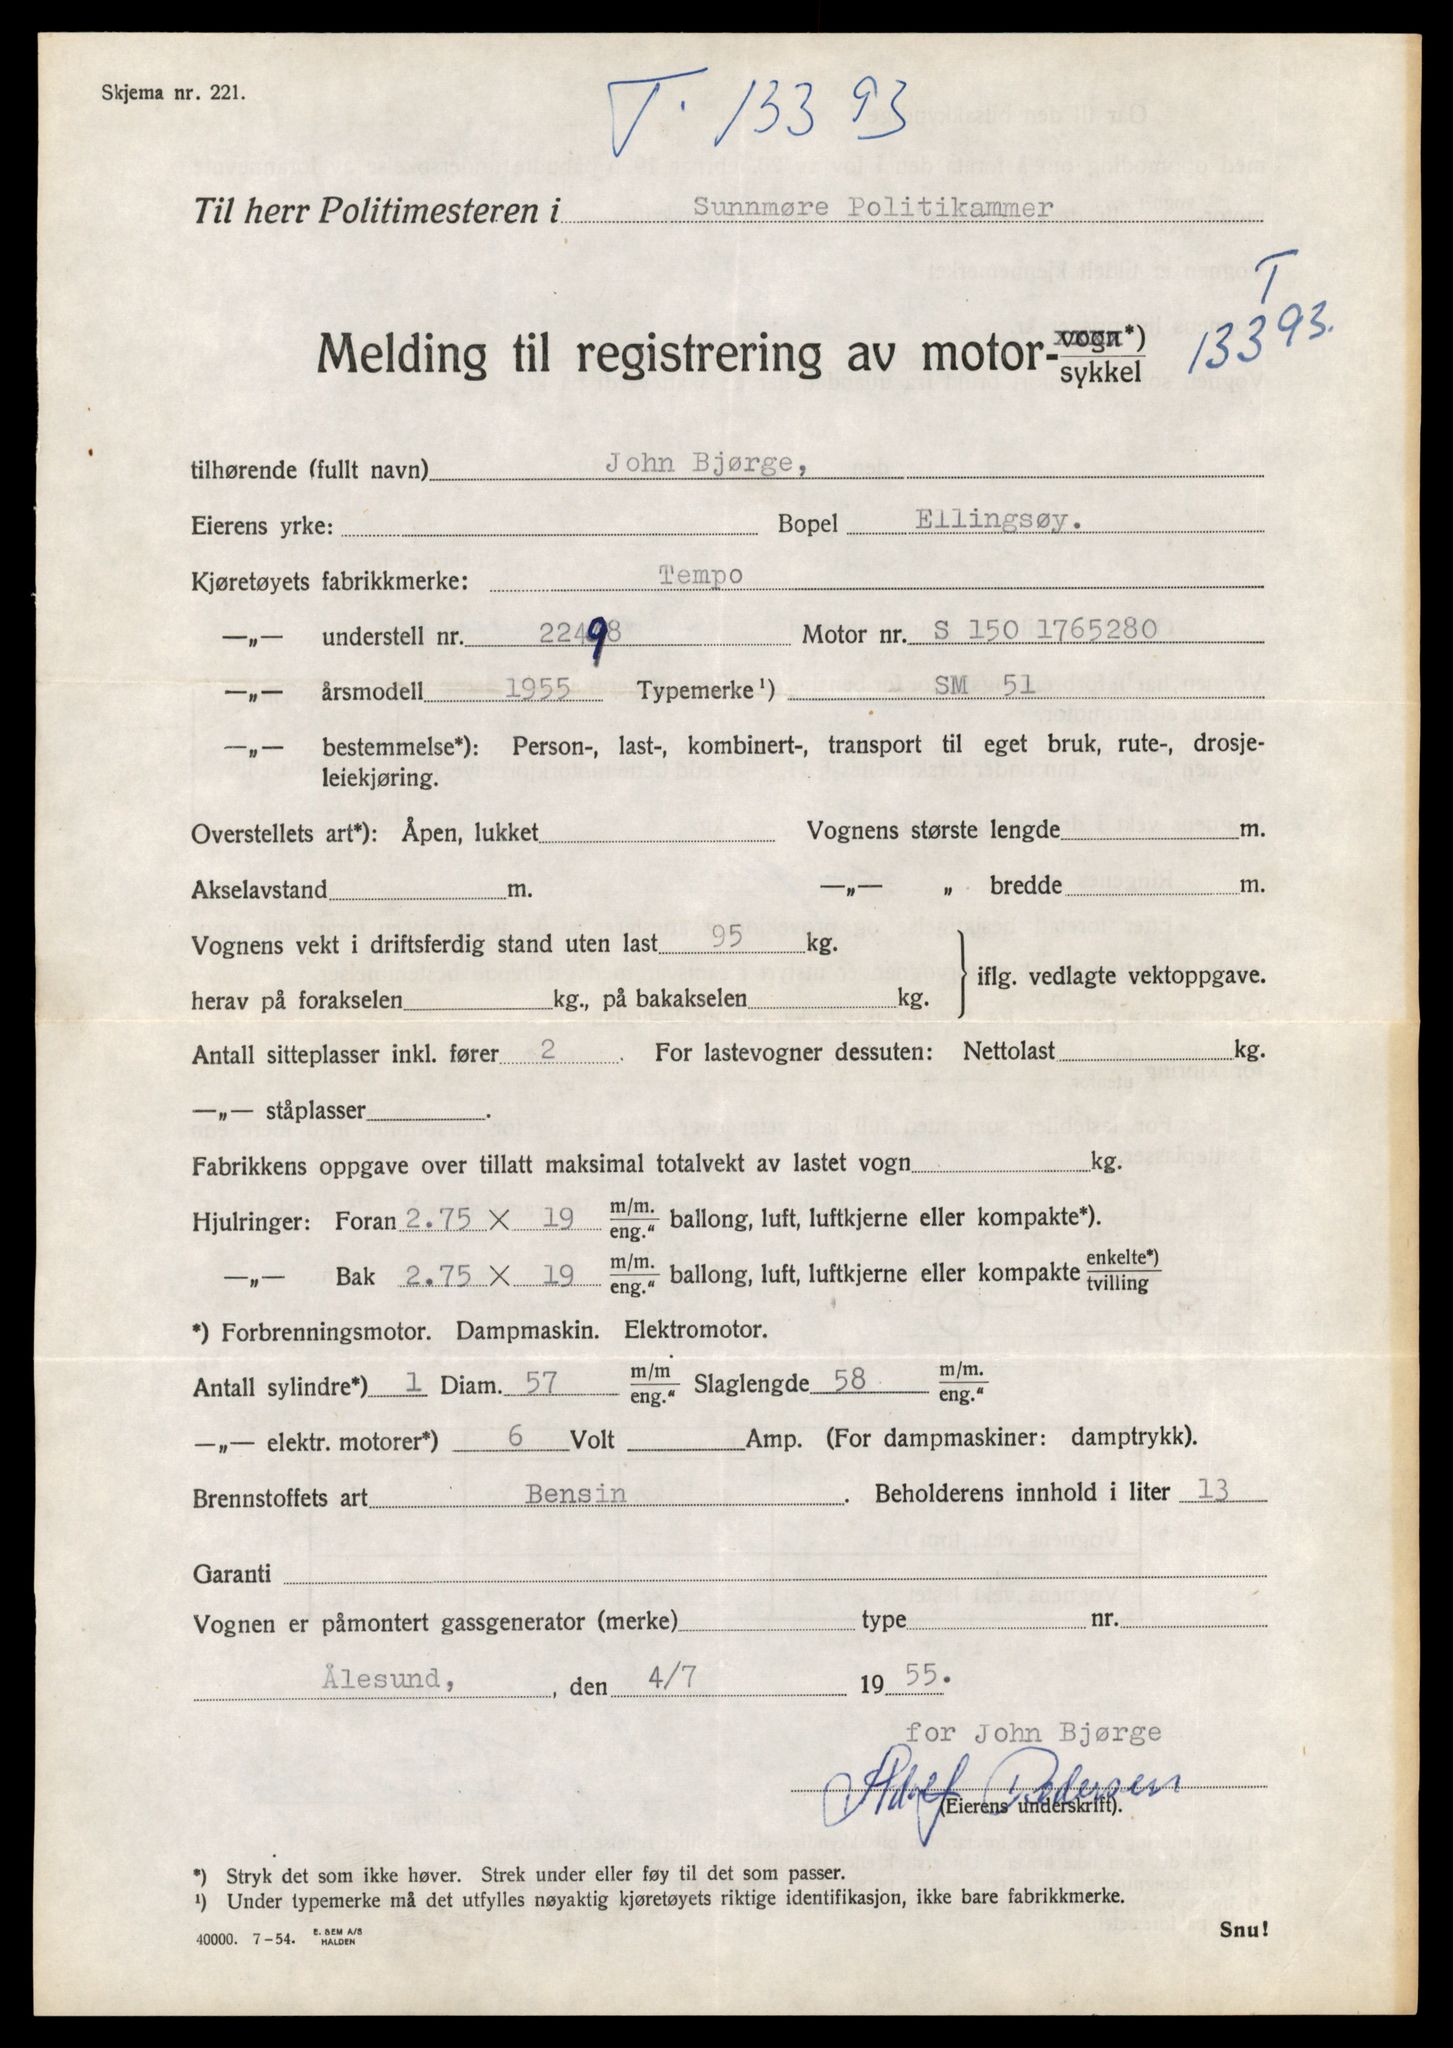 Skjema nr. 221.
T. 13393
Til herr Politimesteren i Sunnmøre Politikammer
T
13393.
Melding til registrering av motor-vogn*)
sykkel
tilhørende (fullt navn) John Bjørge,
Eierens yrke: Bopel Ellingsøy.
Kjøretøyets fabrikkmerke: Tempo
—„— understell nr. 22498 Motor nr. S 150 1765280
—„— årsmodell 1955 Typemerke¹) SM 51
—„— bestemmelse*): Person-, last-, kombinert-, transport til eget bruk, rute-, drosje-
leiekjøring.
Overstellets art*): Åpen, lukket Vognens største lengde m.
Akselavstand m. —„— „ bredde m.
Vognens vekt i driftsferdig stand uten last 95 kg.
herav på forakselen kg., på bakakselen kg. } iflg. vedlagte vektoppgave.
Antall sitteplasser inkl. fører 2 . For lastevogner dessuten: Nettolast kg.
—„— ståplasser .
Fabrikkens oppgave over tillatt maksimal totalvekt av lastet vogn kg.
Hjulringer: Foran 2.75 X 19 m/m. eng.“ ballong, luft, luftkjerne eller kompakte*).
—„— Bak 2.75 X 19 m/m. eng.“ ballong, luft, luftkjerne eller kompakte enkelte*) tvilling
*) Forbrenningsmotor. Dampmaskin. Elektromotor.
Antall sylindre*) 1 Diam. 57 m/m eng.“ Slaglengde 58 m/m. eng.“
—„— elektr. motorer*) 6 Volt Amp. (For dampmaskiner: damptrykk).
Brennstoffets art Bensin . Beholderens innhold i liter 13
Garanti
Vognen er påmontert gassgenerator (merke) type nr.
Ålesund, , den 4/7 19 55.
for John Bjørge
Pedersen
(Eierens underskrift).
*) Stryk det som ikke høver. Strek under eller føy til det som passer.
¹) Under typemerke må det utfylles nøyaktig kjøretøyets riktige identifikasjon, ikke bare fabrikkmerke.
40000. 7-54. E. SEM A/S HALDEN
Snu!